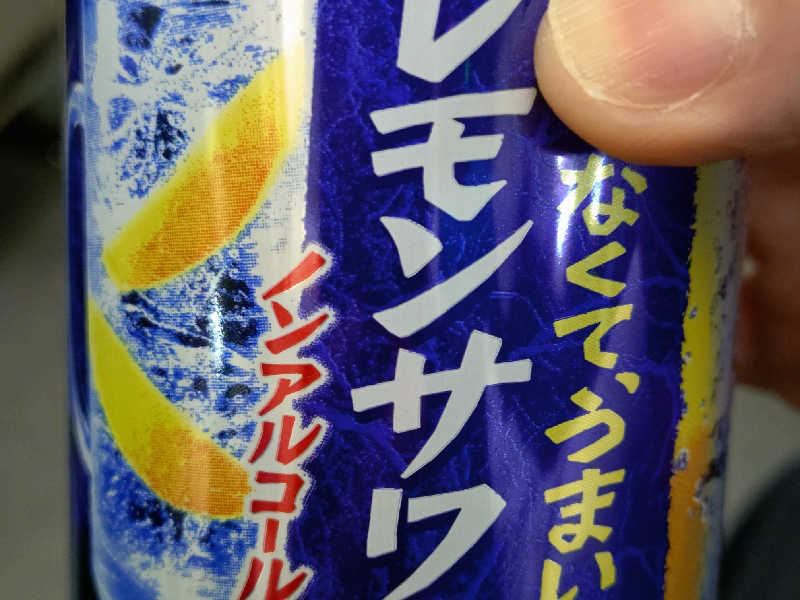 なくて、うまい
レモンサワ
ノンアルコール